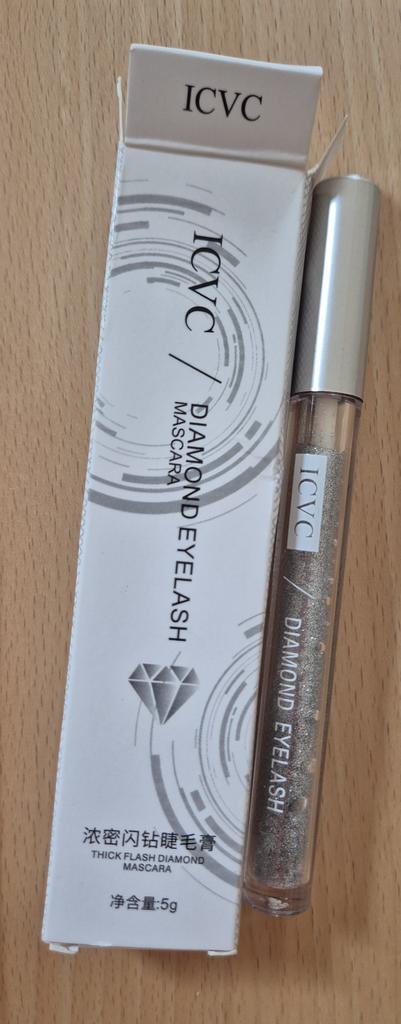 ICVC
ICVC / DIAMOND EYELASH
MASCARA
浓密闪钻睫毛膏
THICK FLASH DIAMOND
MASCARA
净含量:5g
ICVC / DIAMOND EYELASH